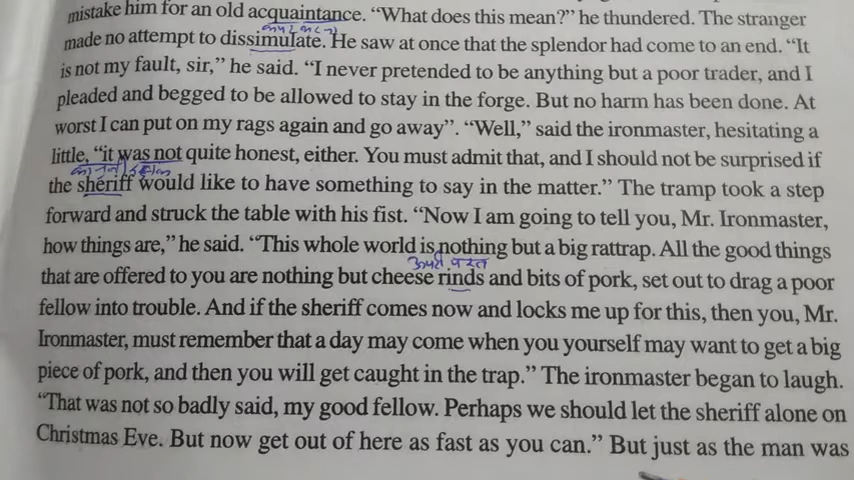 mistake him for an old acquaintance. “What does this mean?” he thundered. The stranger
made no attempt to dissimulate. He saw at once that the splendor had come to an end. “It
is not my fault, sir,” he said. “I never pretended to be anything but a poor trader, and I
pleaded and begged to be allowed to stay in the forge. But no harm has been done. At
worst I can put on my rags again and go away”. “Well,” said the ironmaster, hesitating a
little, “it was not quite honest, either. You must admit that, and I should not be surprised if
the sheriff would like to have something to say in the matter.” The tramp took a step
forward and struck the table with his fist. “Now I am going to tell you, Mr. Ironmaster,
how things are,” he said. “This whole world is nothing but a big rattrap. All the good things
ऊपरी परत
that are offered to you are nothing but cheese rinds and bits of pork, set out to drag a poor
fellow into trouble. And if the sheriff comes now and locks me up for this, then you, Mr.
Ironmaster, must remember that a day may come when you yourself may want to get a big
piece of pork, and then you will get caught in the trap.” The ironmaster began to laugh.
“That was not so badly said, my good fellow. Perhaps we should let the sheriff alone on
Christmas Eve. But now get out of here as fast as you can.” But just as the man was